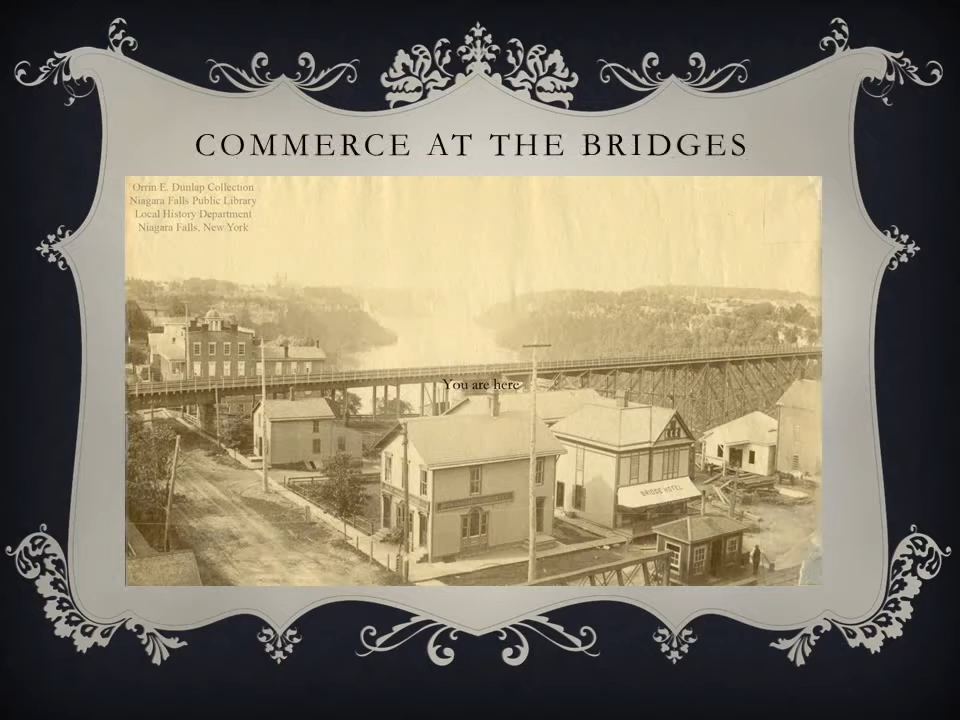 COMMERCE AT THE BRIDGES
Orrin E. Dunlap Collection
Niagara Falls Public Library
Local History Department
Niagara Falls, New York
You are here
BRIDGE HOTEL